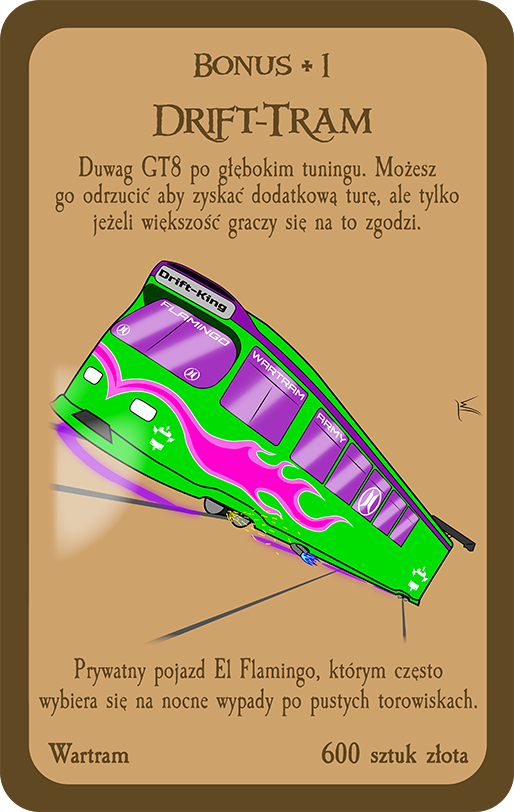 Bonus + 1
Drift-Tram
Duwag GT8 po głębokim tuningu. Możesz
go odrzucić aby zyskać dodatkową turę, ale tylko
jeżeli większość graczy się na to zgodzi.
Drift-King
FLAMINGO
WARTRAM
ARMY
Prywatny pojazd El Flamingo, którym często
wybiera się na nocne wypady po pustych torowiskach.
Wartram
600 sztuk złota